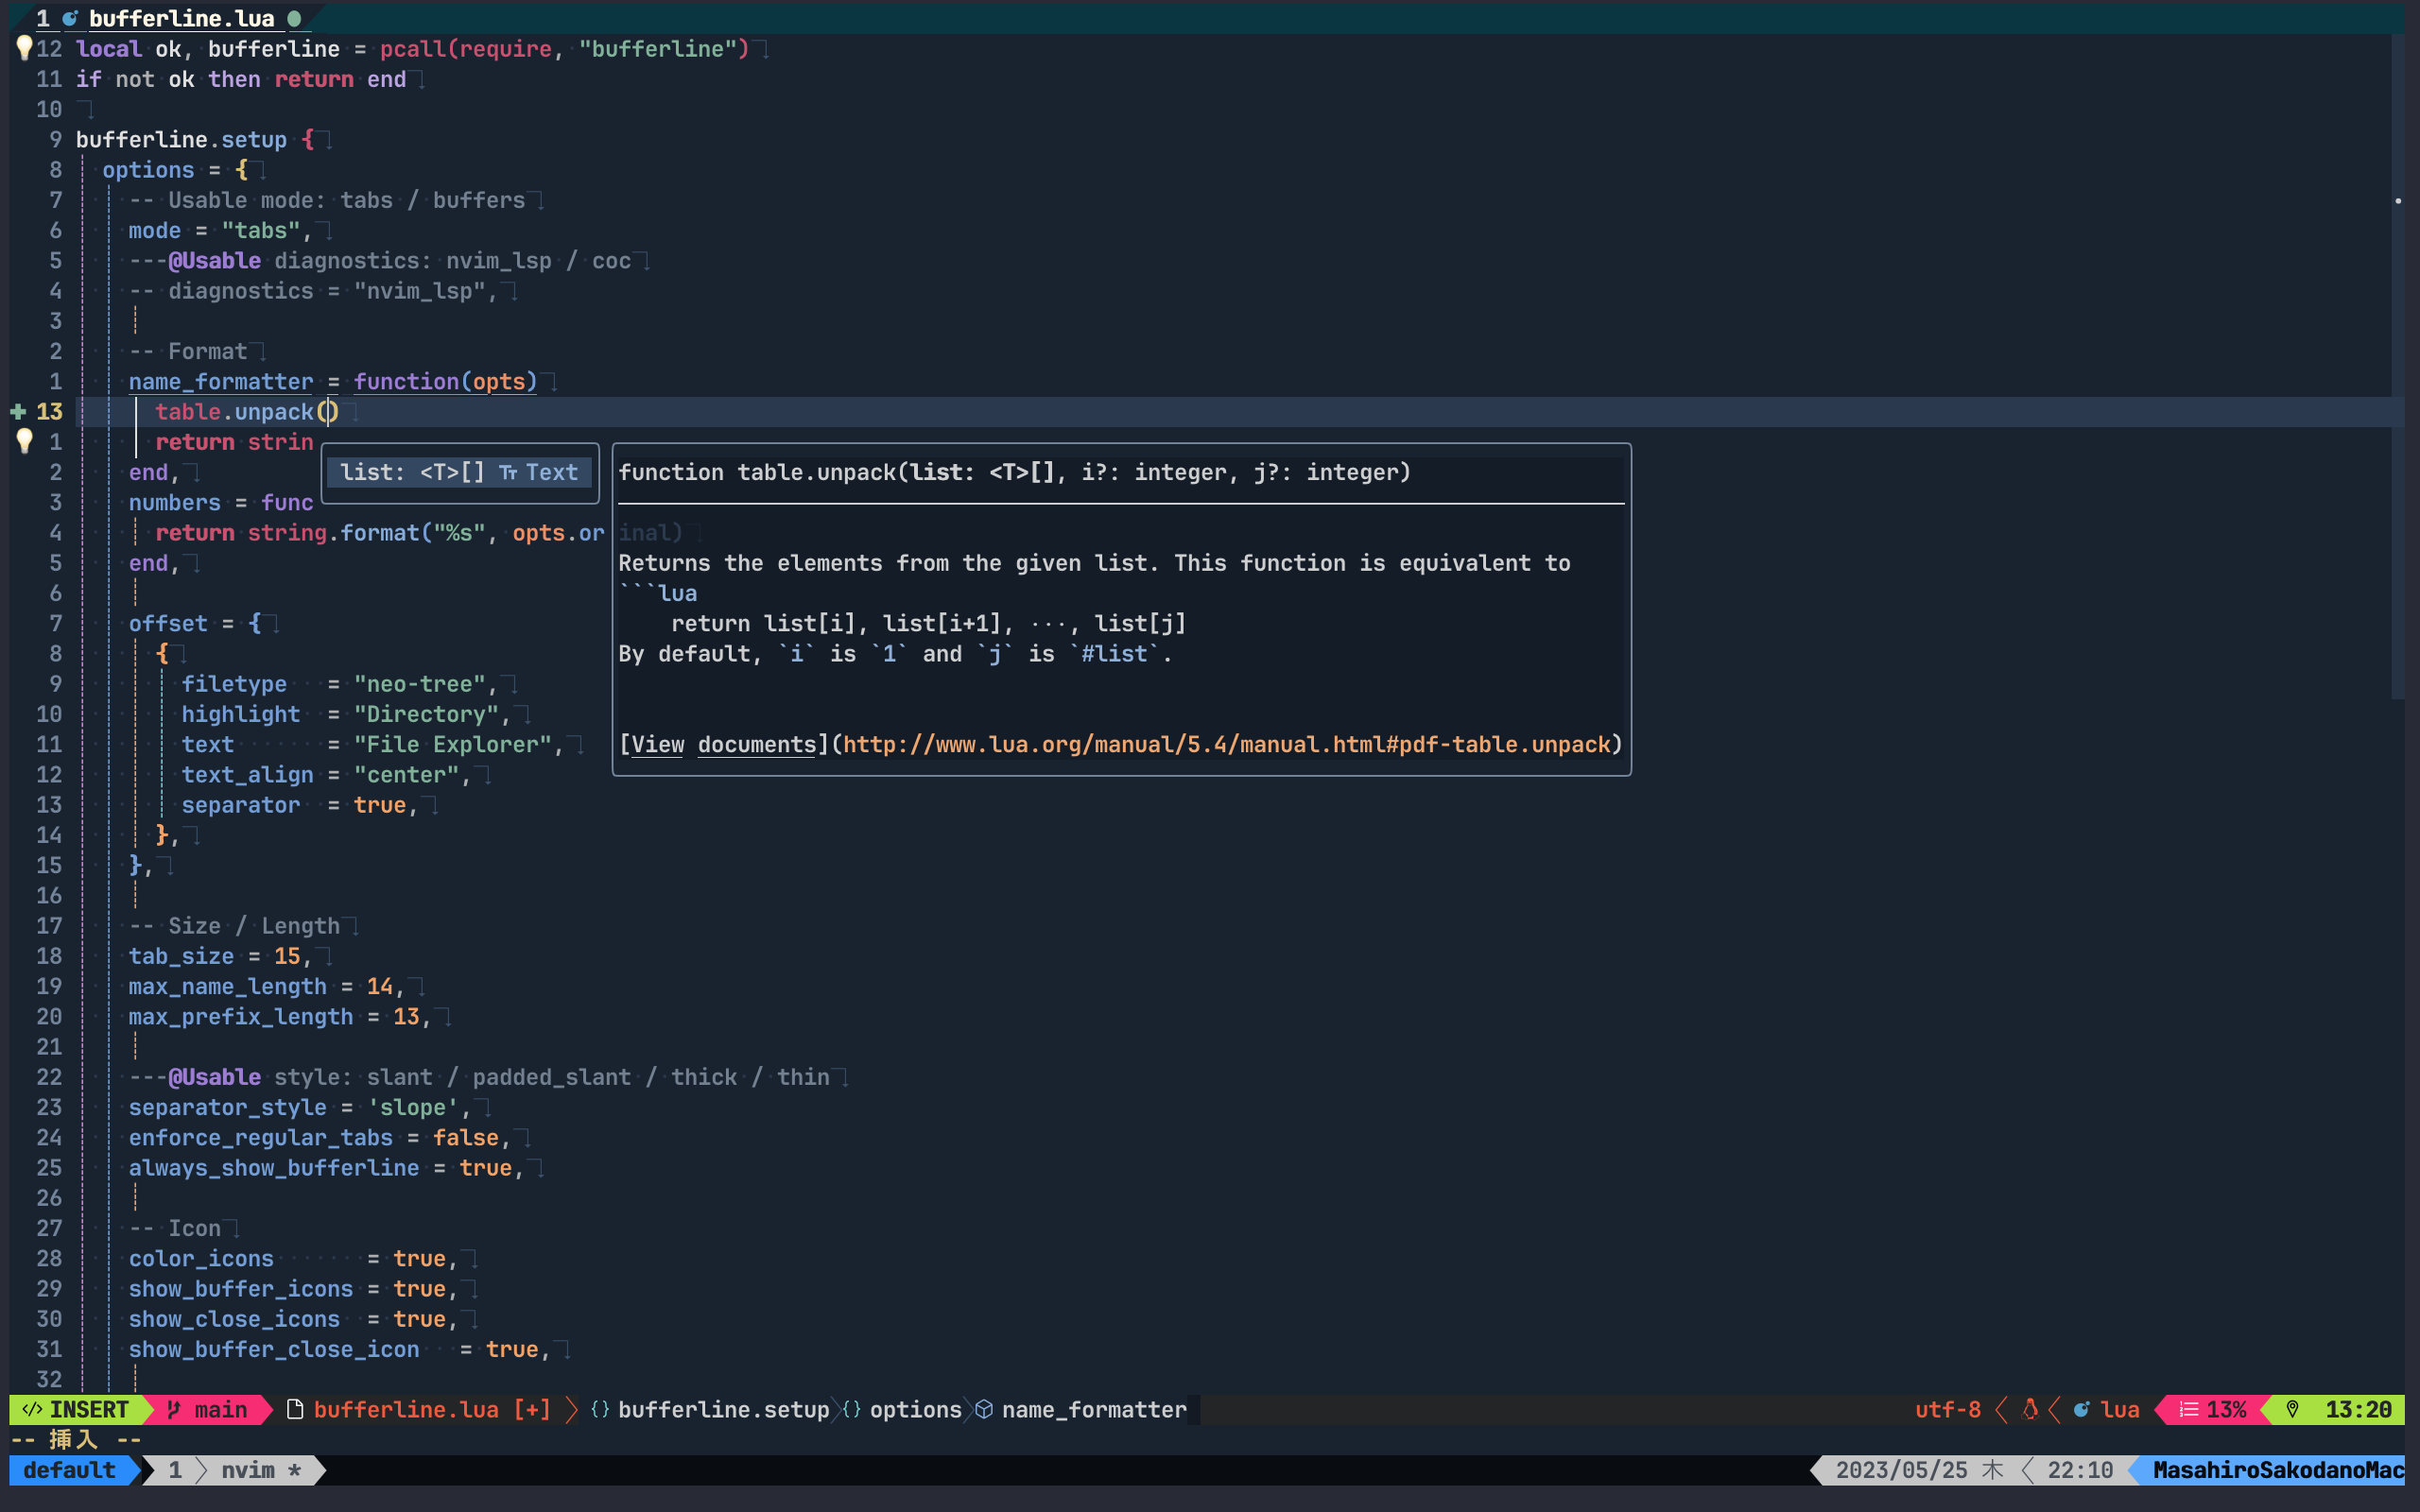 1 bufferline.lua
12 local ok, bufferline = pcall(require, "bufferline")
11 if not ok then return end
10
9 bufferline.setup {
8 options = {
7 -- Usable mode: tabs / buffers
6 mode = "tabs",
5 ---@Usable diagnostics: nvim_lsp / coc
4 -- diagnostics = "nvim_lsp",
3
2 -- Format
1 name_formatter = function(opts)
13 table.unpack()
1 return strin
2 end,
list: <T>[] Text
function table.unpack(list: <T>[], i?: integer, j?: integer)
3 numbers = func
4 return string.format("%s", opts.or inal)
5 end,
Returns the elements from the given list. This function is equivalent to
6
```lua
7 offset = {
return list[i], list[i+1], ···, list[j]
8 {
By default, `i` is `1` and `j` is `#list`.
9 filetype = "neo-tree",
10 highlight = "Directory",
11 text = "File Explorer",
[View documents](http://www.lua.org/manual/5.4/manual.html#pdf-table.unpack)
12 text_align = "center",
13 separator = true,
14 },
15 },
16
17 -- Size / Length
18 tab_size = 15,
19 max_name_length = 14,
20 max_prefix_length = 13,
21
22 ---@Usable style: slant / padded_slant / thick / thin
23 separator_style = 'slope',
24 enforce_regular_tabs = false,
25 always_show_bufferline = true,
26
27 -- Icon
28 color_icons = true,
29 show_buffer_icons = true,
30 show_close_icons = true,
31 show_buffer_close_icon = true,
32
INSERT main bufferline.lua [+] {} bufferline.setup {} options name_formatter utf-8 lua 13% 13:20
-- 挿入 --
default 1 nvim * 2023/05/25 木 22:10 MasahiroSakodanoMac